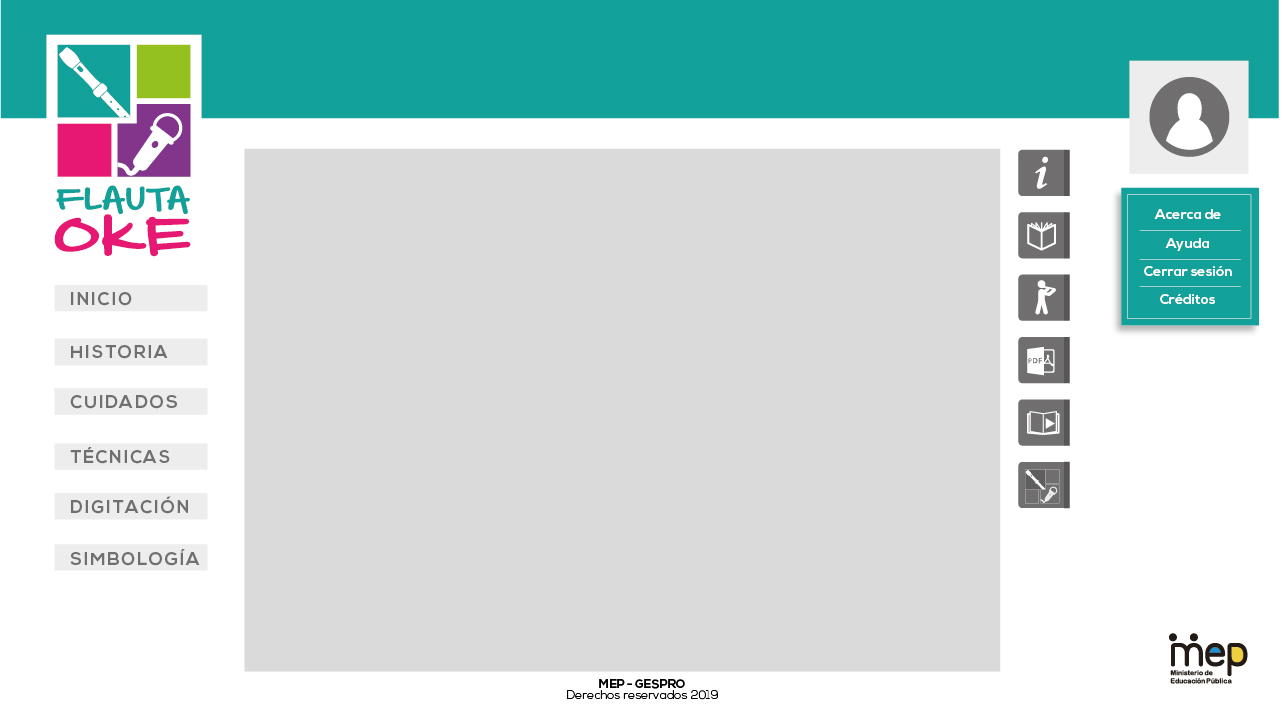 FLAUTA
OKE
INICIO
HISTORIA
CUIDADOS
TÉCNICAS
DIGITACIÓN
SIMBOLOGÍA
i
PDF
Acerca de
Ayuda
Cerrar sesión
Créditos
mep
Ministerio de
Educación Pública
MEP - GESPRO
Derechos reservados 2019